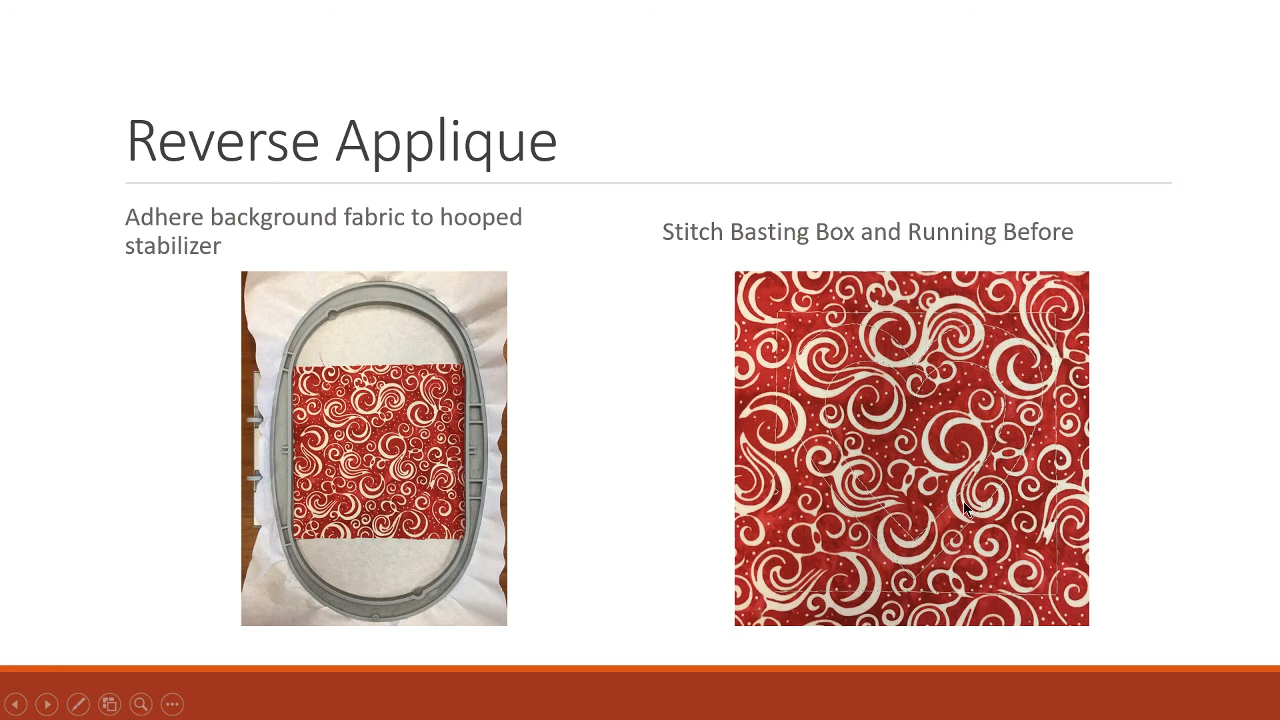 Reverse Applique
Adhere background fabric to hooped
stabilizer
Stitch Basting Box and Running Before